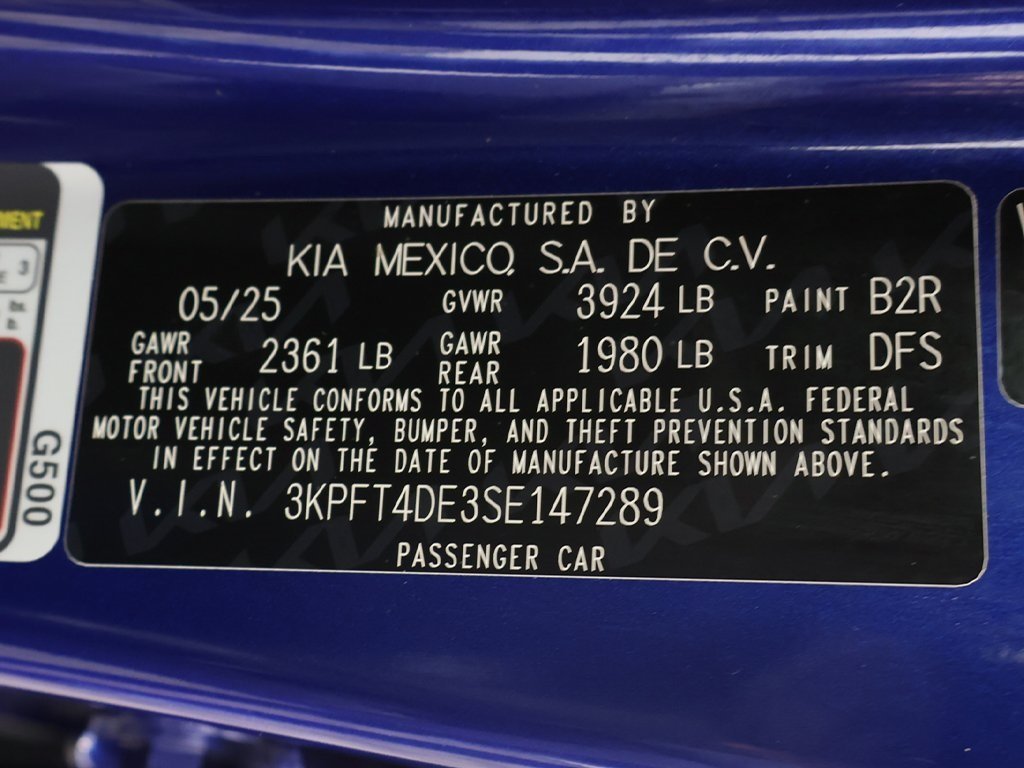 MANUFACTURED BY
KIA MEXICO, S.A. DE C.V.
05/25 GVWR 3924 LB PAINT B2R
GAWR FRONT 2361 LB GAWR REAR 1980 LB TRIM DFS
THIS VEHICLE CONFORMS TO ALL APPLICABLE U.S.A. FEDERAL
MOTOR VEHICLE SAFETY, BUMPER, AND THEFT PREVENTION STANDARDS
IN EFFECT ON THE DATE OF MANUFACTURE SHOWN ABOVE.
V.I.N. 3KPFT4DE3SE147289
PASSENGER CAR
G500
3